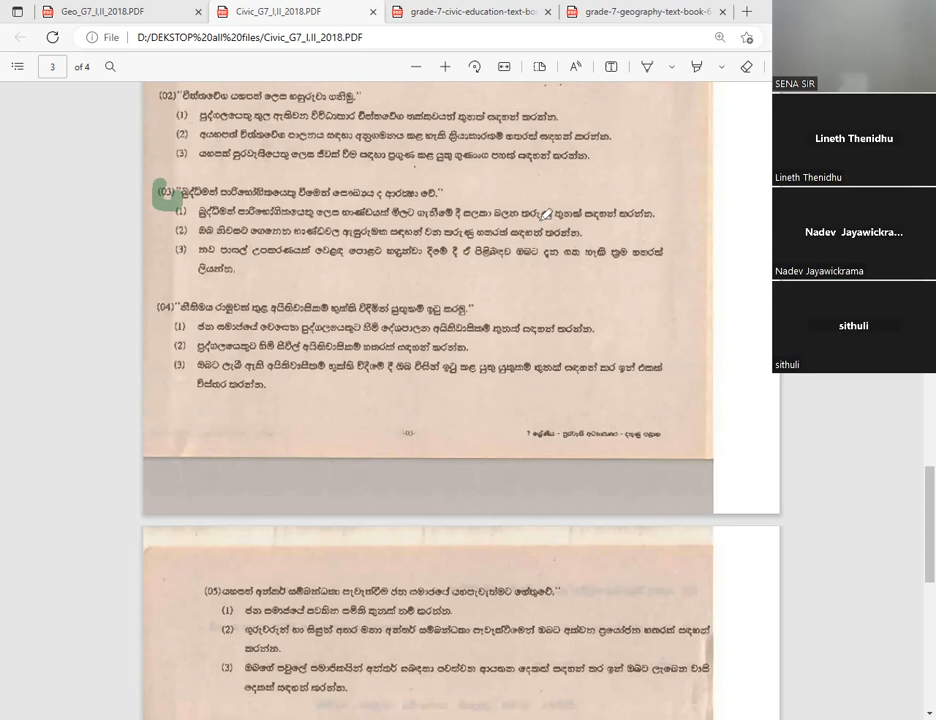 Geo_G7_I,II_2018.PDF
Civic_G7_I,II_2018.PDF
grade-7-civic-education-text-bo
grade-7-geography-text-book-6
File
D:/DEKSTOP%20all%20files/Civic_G7_I,II_2018.PDF
3 of 4
(02) "චිත්තවේග යහපත් ලෙස හසුරුවා ගනිමු."
(1) පුද්ගලයෙකු තුළ ඇතිවන විවිධාකාර චිත්තවේග තත්වයන් තුනක් සඳහන් කරන්න.
(2) අයහපත් චිත්තවේග පාලනය සඳහා අනුගමනය කළ හැකි ක්‍රියාකාරකම් හතරක් සඳහන් කරන්න.
(3) යහපත් පුරවැසියෙකු ලෙස ජීවත් වීම සඳහා ප්‍රගුණ කළ යුතු ගුණාංග පහක් සඳහන් කරන්න.
(03) "බුද්ධිමත් පාරිභෝගිකයෙකු වීමෙන් සෞඛ්‍යය ද ආරක්ෂා වේ."
(1) බුද්ධිමත් පාරිභෝගිකයෙකු ලෙස භාණ්ඩයක් මිලට ගැනීමේ දී සලකා බලන තුනක් සඳහන් කරන්න.
(2) ඔබ නිවසට ගෙනෙන භාණ්ඩවල ඇසුරුමක සඳහන් වන කරුණු හතරක් සඳහන් කරන්න.
(3) නව පාසල් උපකරණයක් වෙළඳ පොළට හඳුන්වා දීමේ දී ඒ පිළිබඳව ඔබට දැන ගත හැකි ක්‍රම හතරක්
ලියන්න.
(04) "නීතිමය රාමුවක් තුළ අයිතිවාසිකම් භුක්ති විඳිමින් යුතුකම් ඉටු කරමු."
(1) ජන සමාජයේ වෙසෙන පුද්ගලයෙකුට හිමි දේශපාලන අයිතිවාසිකම් තුනක් සඳහන් කරන්න.
(2) පුද්ගලයෙකුට හිමි සිවිල් අයිතිවාසිකම් හතරක් සඳහන් කරන්න.
(3) ඔබට ලැබී ඇති අයිතිවාසිකම් භුක්ති විඳීමේ දී ඔබ විසින් ඉටු කළ යුතු යුතුකම් තුනක් සඳහන් කර ඉන් එකක්
විස්තර කරන්න.
-03-
7 ශ්‍රේණිය - පුරවැසි අධ්‍යාපනය - දකුණු පළාත
(05) යහපත් අන්තර් සම්බන්ධතා පැවැත්වීම ජන සමාජයේ යහපැවැත්මට හේතුවේ."
(1) ජන සමාජයේ පවතින සමිති තුනක් නම් කරන්න.
(2) ගුරුවරුන් හා සිසුන් අතර මනා අන්තර් සම්බන්ධතා පැවැත්වීමෙන් ඔබට අත්වන ප්‍රයෝජන හතරක් සඳහන්
කරන්න.
(3) ඔබගේ පවුලේ සමාජිකයින් අන්තර් සබඳතා පවත්වන ආයතන දෙකක් සඳහන් කර ඉන් ඔබට ලැබෙන වාසි
දෙකක් සඳහන් කරන්න.
SENA SIR
Lineth Thenidhu
Lineth Thenidhu
Nadev Jayawickra...
Nadev Jayawickrama
sithuli
sithuli